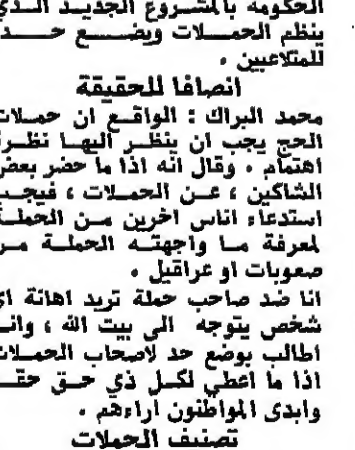 الحكومه بالمشروع الجديد الذي
ينظم الحملات ويضع حدا
للمتلاعبين .
انصافا للحقيقة
محمد البراك : الواقع ان حملات
الحج يجب ان ينظر اليها نظرة
اهتمام . وقال انه اذا ما حضر بعض
الشاكين ، عن الحملات ، فيجب
استدعاء اناس اخرين من الحملة
لمعرفة ما واجهته الحملة من
صعوبات او عراقيل .
انا ضد صاحب حملة تريد اهانة اي
شخص يتوجه الى بيت الله ، وانا
اطالب بوضع حد لاصحاب الحملات
اذا ما اعطي لكل ذي حق حقه
وابدى المواطنون اراءهم .
تصنيف الحملات